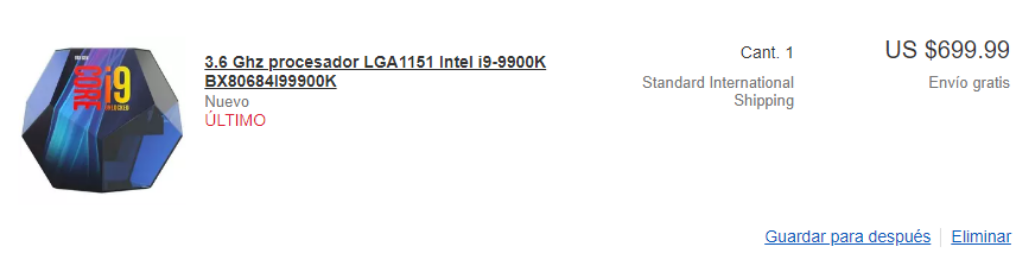 CORE i9
UNLOCKED
3.6 Ghz procesador LGA1151 Intel i9-9900K
BX80684I99900K
Nuevo
ÚLTIMO
Cant. 1
Standard International
Shipping
US $699.99
Envío gratis
Guardar para después
Eliminar